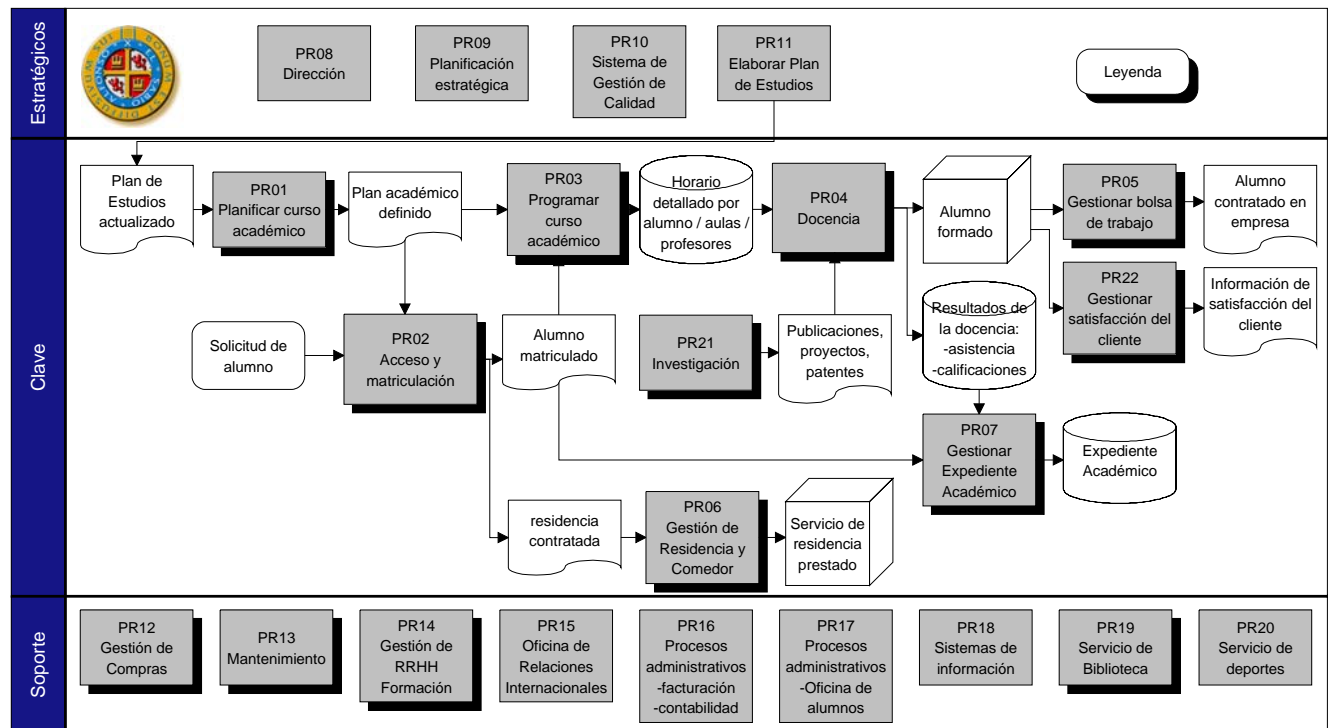 Estratégicos
PR08
Dirección
PR09
Planificación
estratégica
PR10
Sistema de
Gestión de
Calidad
PR11
Elaborar Plan
de Estudios
Leyenda
Clave
Plan de
Estudios
actualizado
PR01
Planificar curso
académico
Plan académico
definido
PR03
Programar
curso
académico
Horario
detallado por
alumno / aulas /
profesores
PR04
Docencia
Alumno
formado
PR05
Gestionar bolsa
de trabajo
Alumno
contratado en
empresa
PR22
Gestionar
satisfacción del
cliente
Información de
satisfacción del
cliente
Solicitud de
alumno
PR02
Acceso y
matriculación
Alumno
matriculado
PR21
Investigación
Publicaciones,
proyectos,
patentes
Resultados de
la docencia:
-asistencia
-calificaciones
PR07
Gestionar
Expediente
Académico
Expediente
Académico
residencia
contratada
PR06
Gestión de
Residencia y
Comedor
Servicio de
residencia
prestado
Soporte
PR12
Gestión de
Compras
PR13
Mantenimiento
PR14
Gestión de
RRHH
Formación
PR15
Oficina de
Relaciones
Internacionales
PR16
Procesos
administrativos
-facturación
-contabilidad
PR17
Procesos
administrativos
-Oficina de
alumnos
PR18
Sistemas de
información
PR19
Servicio de
Biblioteca
PR20
Servicio de
deportes